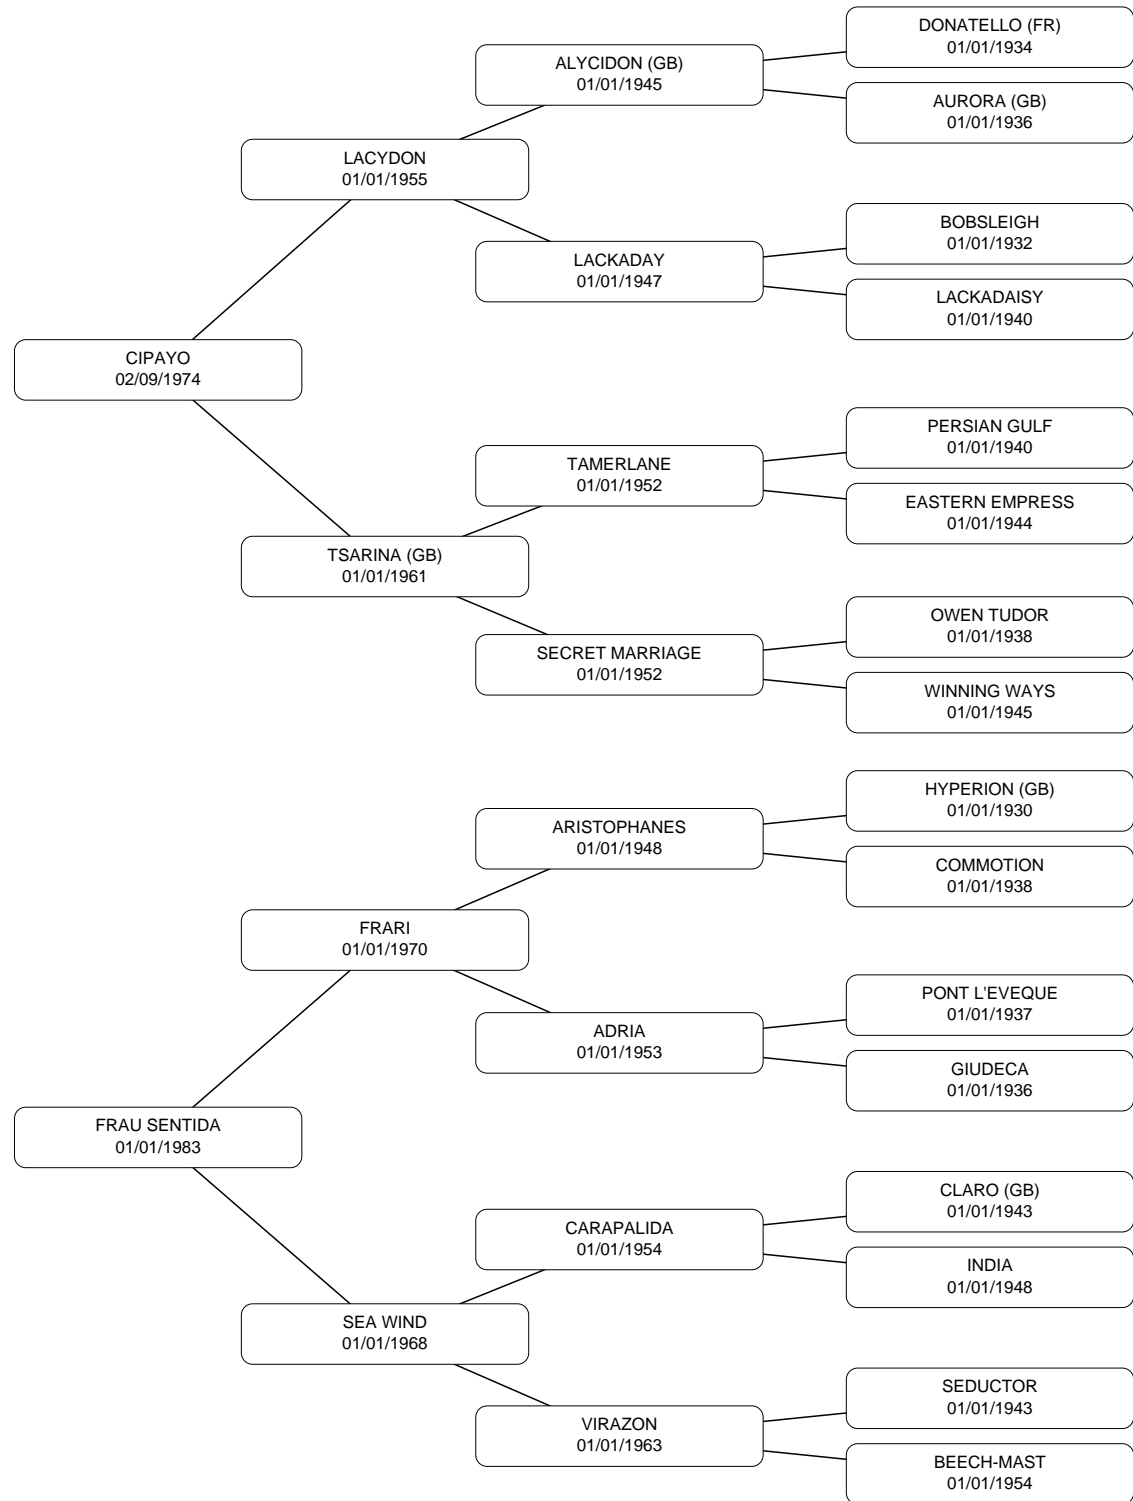 DONATELLO (FR)
01/01/1934
ALYCIDON (GB)
01/01/1945
AURORA (GB)
01/01/1936
LACYDON
01/01/1955
BOBSLEIGH
01/01/1932
LACKADAY
01/01/1947
LACKADAISY
01/01/1940
CIPAYO
02/09/1974
PERSIAN GULF
01/01/1940
TAMERLANE
01/01/1952
EASTERN EMPRESS
01/01/1944
TSARINA (GB)
01/01/1961
OWEN TUDOR
01/01/1938
SECRET MARRIAGE
01/01/1952
WINNING WAYS
01/01/1945
HYPERION (GB)
01/01/1930
ARISTOPHANES
01/01/1948
COMMOTION
01/01/1938
FRARI
01/01/1970
PONT L'EVEQUE
01/01/1937
ADRIA
01/01/1953
GIUDECA
01/01/1936
FRAU SENTIDA
01/01/1983
CLARO (GB)
01/01/1943
CARAPALIDA
01/01/1954
INDIA
01/01/1948
SEA WIND
01/01/1968
SEDUCTOR
01/01/1943
VIRAZON
01/01/1963
BEECH-MAST
01/01/1954